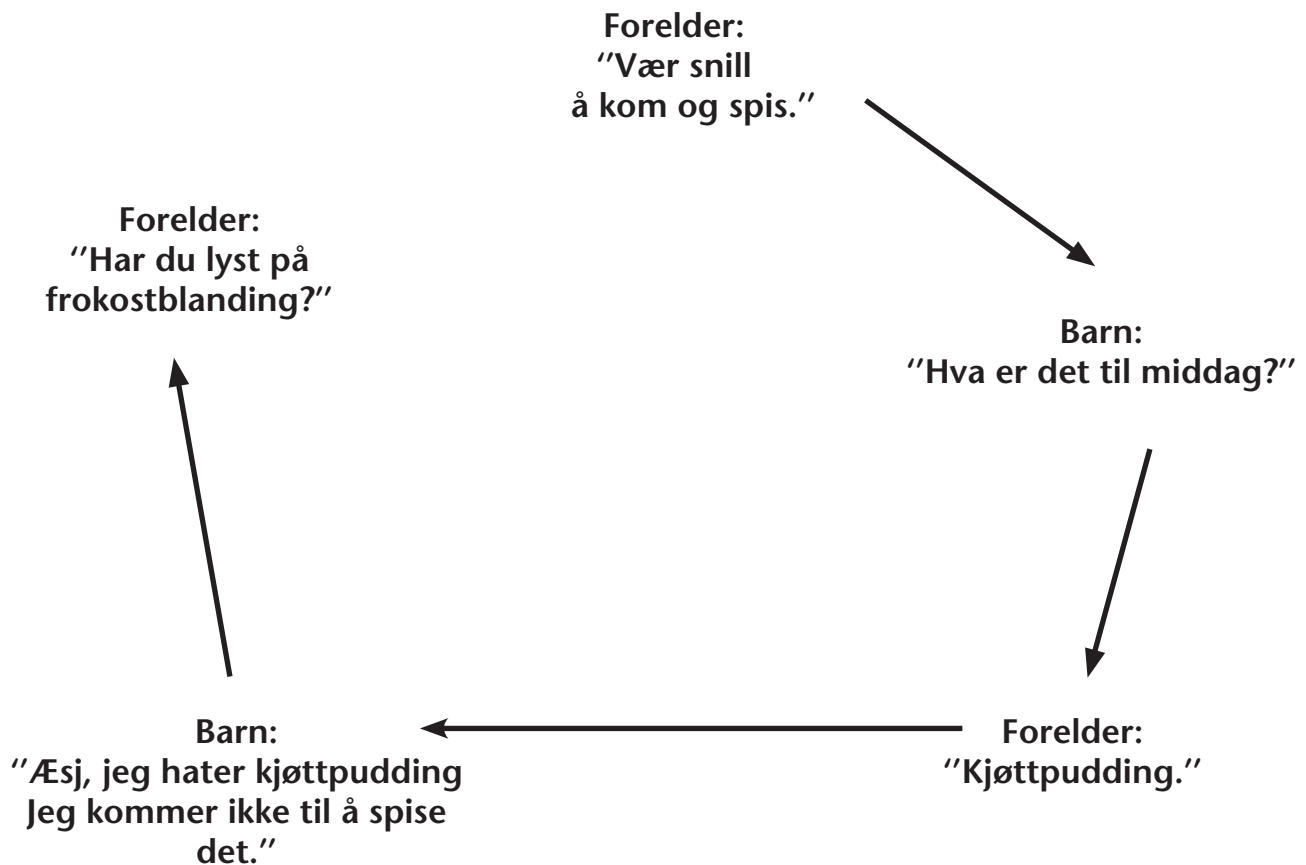 Forelder:
″Vær snill
å kom og spis.″
Barn:
″Hva er det til middag?″
Forelder:
″Kjøttpudding.″
Barn:
″Æsj, jeg hater kjøttpudding
Jeg kommer ikke til å spise
det.″
Forelder:
″Har du lyst på
frokostblanding?″